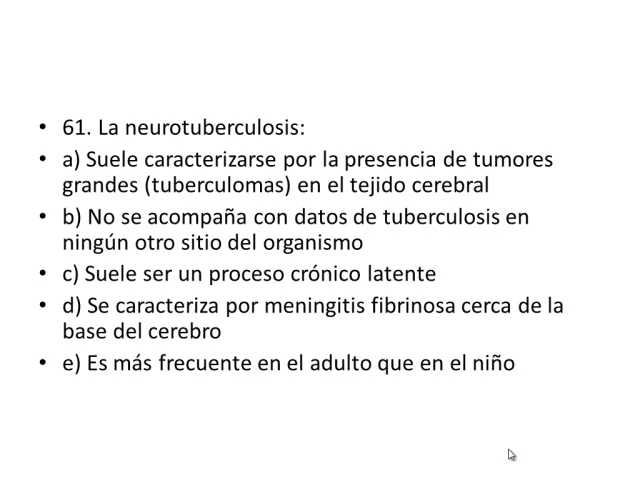 • 61. La neurotuberculosis:
• a) Suele caracterizarse por la presencia de tumores
grandes (tuberculomas) en el tejido cerebral
• b) No se acompaña con datos de tuberculosis en
ningún otro sitio del organismo
• c) Suele ser un proceso crónico latente
• d) Se caracteriza por meningitis fibrinosa cerca de la
base del cerebro
• e) Es más frecuente en el adulto que en el niño